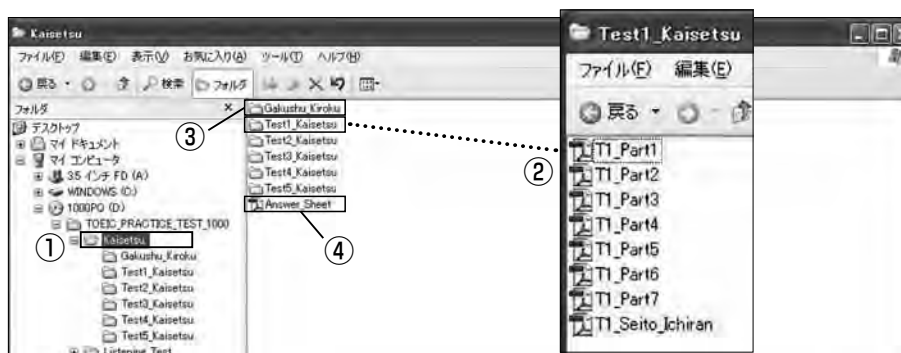 Kaisetsu
ファイル(F) 編集(E) 表示(V) お気に入り(A) ツール(T) ヘルプ(H)
戻る 検索 フォルダ
フォルダ ×
デスクトップ
マイ ドキュメント
マイ コンピュータ
3.5 インチ FD (A)
WINDOWS (C:)
1000PQ (D:)
TOEIC_PRACTICE_TEST_1000
① Kaisetsu
Gakushu_Kiroku
Test1_Kaisetsu
Test2_Kaisetsu
Test3_Kaisetsu
Test4_Kaisetsu
Test5_Kaisetsu
Listening_Test
③ Gakushu_Kiroku
Test1_Kaisetsu
Test2_Kaisetsu
Test3_Kaisetsu
Test4_Kaisetsu
Test5_Kaisetsu
Answer_Sheet
④
②
Test1_Kaisetsu
ファイル(F) 編集(E)
戻る
T1_Part1
T1_Part2
T1_Part3
T1_Part4
T1_Part5
T1_Part6
T1_Part7
T1_Seito_Ichiran